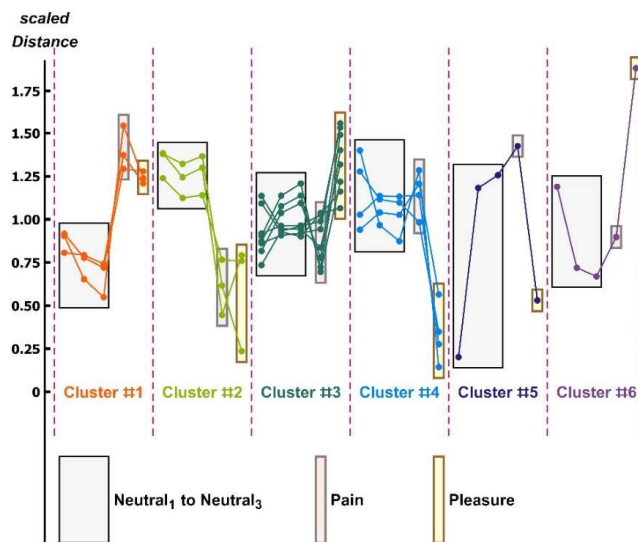 scaled
Distance
1.75
1.50
1.25
1.00
0.75
0.50
0.25
0
Cluster #1 Cluster #2 Cluster #3 Cluster #4 Cluster #5 Cluster #6
Neutral₁ to Neutral₃ Pain Pleasure